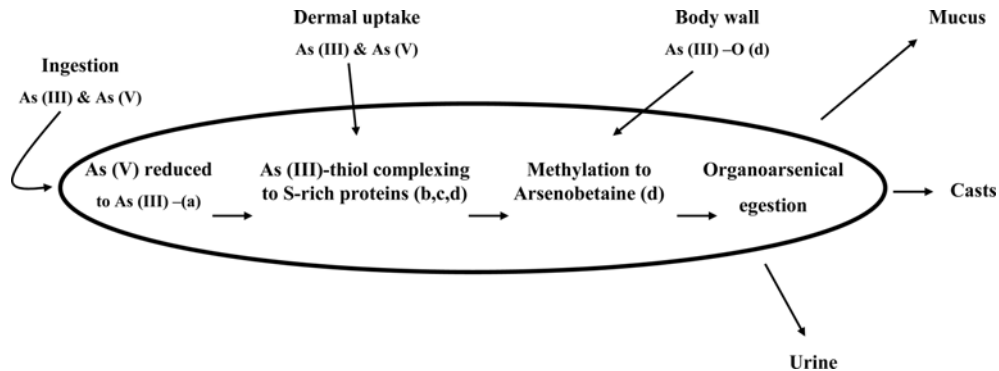 Dermal uptake
As (III) & As (V)
Body wall
As (III) –O (d)
Mucus
Ingestion
As (III) & As (V)
As (V) reduced
to As (III) –(a)
As (III)-thiol complexing
to S-rich proteins (b,c,d)
Methylation to
Arsenobetaine (d)
Organoarsenical
egestion
Casts
Urine